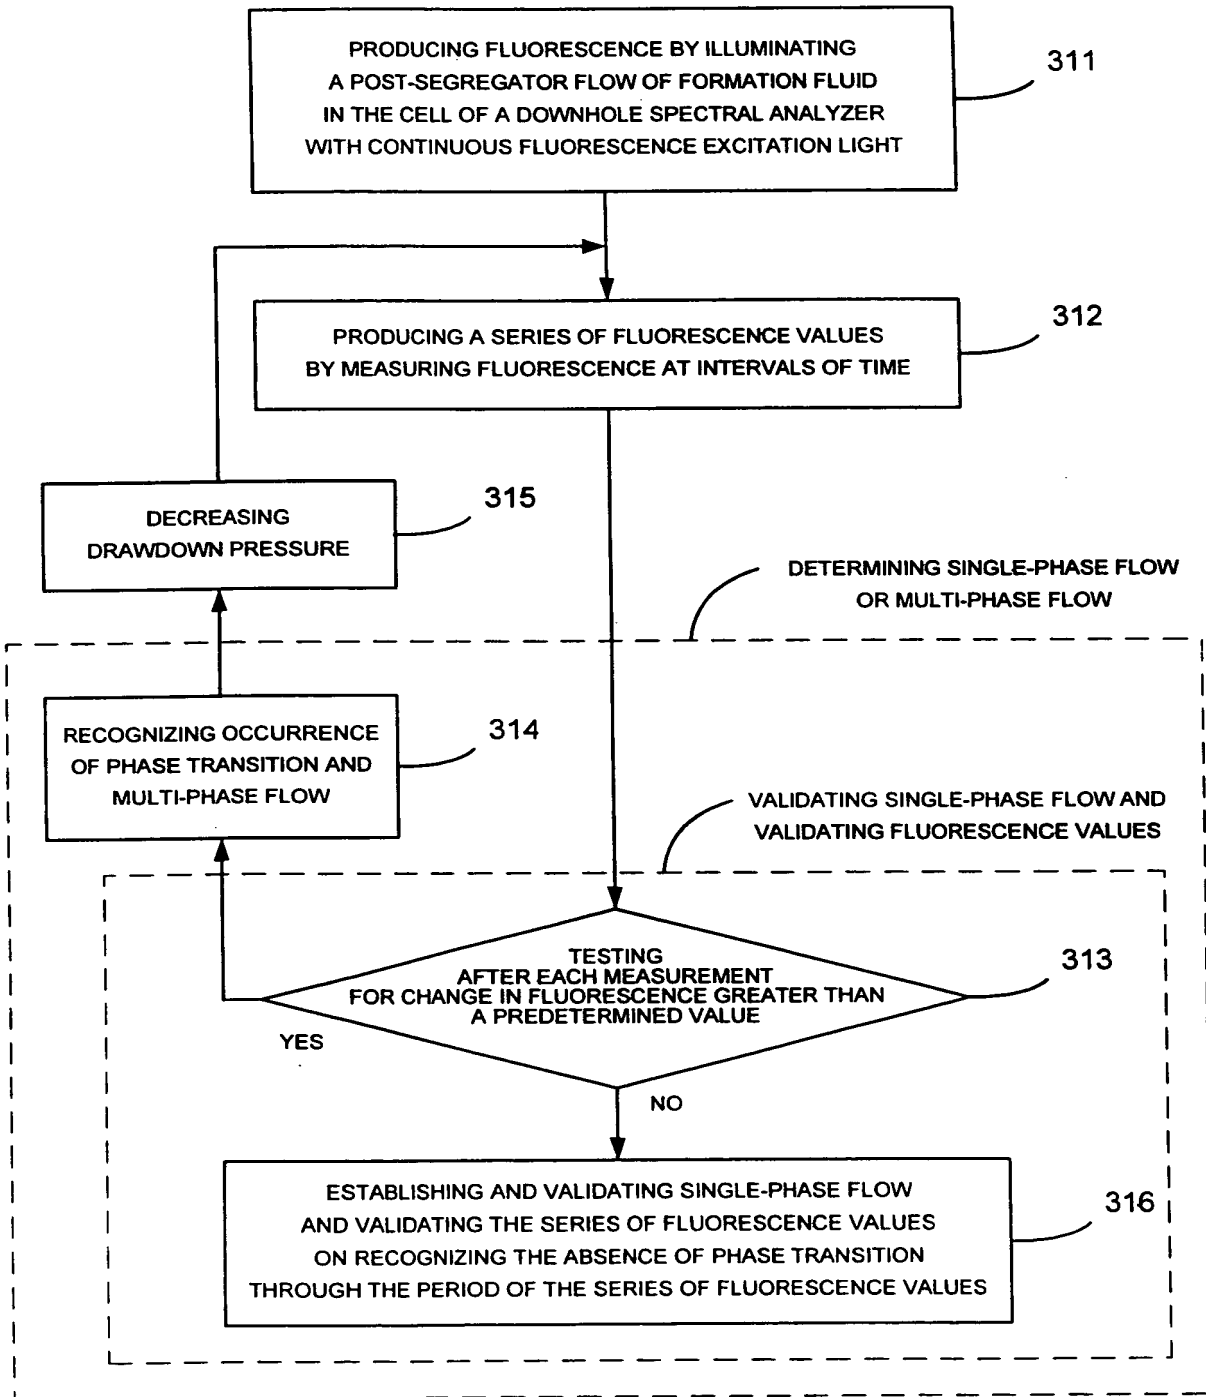 PRODUCING FLUORESCENCE BY ILLUMINATING
A POST-SEGREGATOR FLOW OF FORMATION FLUID
IN THE CELL OF A DOWNHOLE SPECTRAL ANALYZER
WITH CONTINUOUS FLUORESCENCE EXCITATION LIGHT
311
PRODUCING A SERIES OF FLUORESCENCE VALUES
BY MEASURING FLUORESCENCE AT INTERVALS OF TIME
312
DECREASING
DRAWDOWN PRESSURE
315
DETERMINING SINGLE-PHASE FLOW
OR MULTI-PHASE FLOW
RECOGNIZING OCCURRENCE
OF PHASE TRANSITION AND
MULTI-PHASE FLOW
314
VALIDATING SINGLE-PHASE FLOW AND
VALIDATING FLUORESCENCE VALUES
TESTING
AFTER EACH MEASUREMENT
FOR CHANGE IN FLUORESCENCE GREATER THAN
A PREDETERMINED VALUE
313
YES
NO
ESTABLISHING AND VALIDATING SINGLE-PHASE FLOW
AND VALIDATING THE SERIES OF FLUORESCENCE VALUES
ON RECOGNIZING THE ABSENCE OF PHASE TRANSITION
THROUGH THE PERIOD OF THE SERIES OF FLUORESCENCE VALUES
316